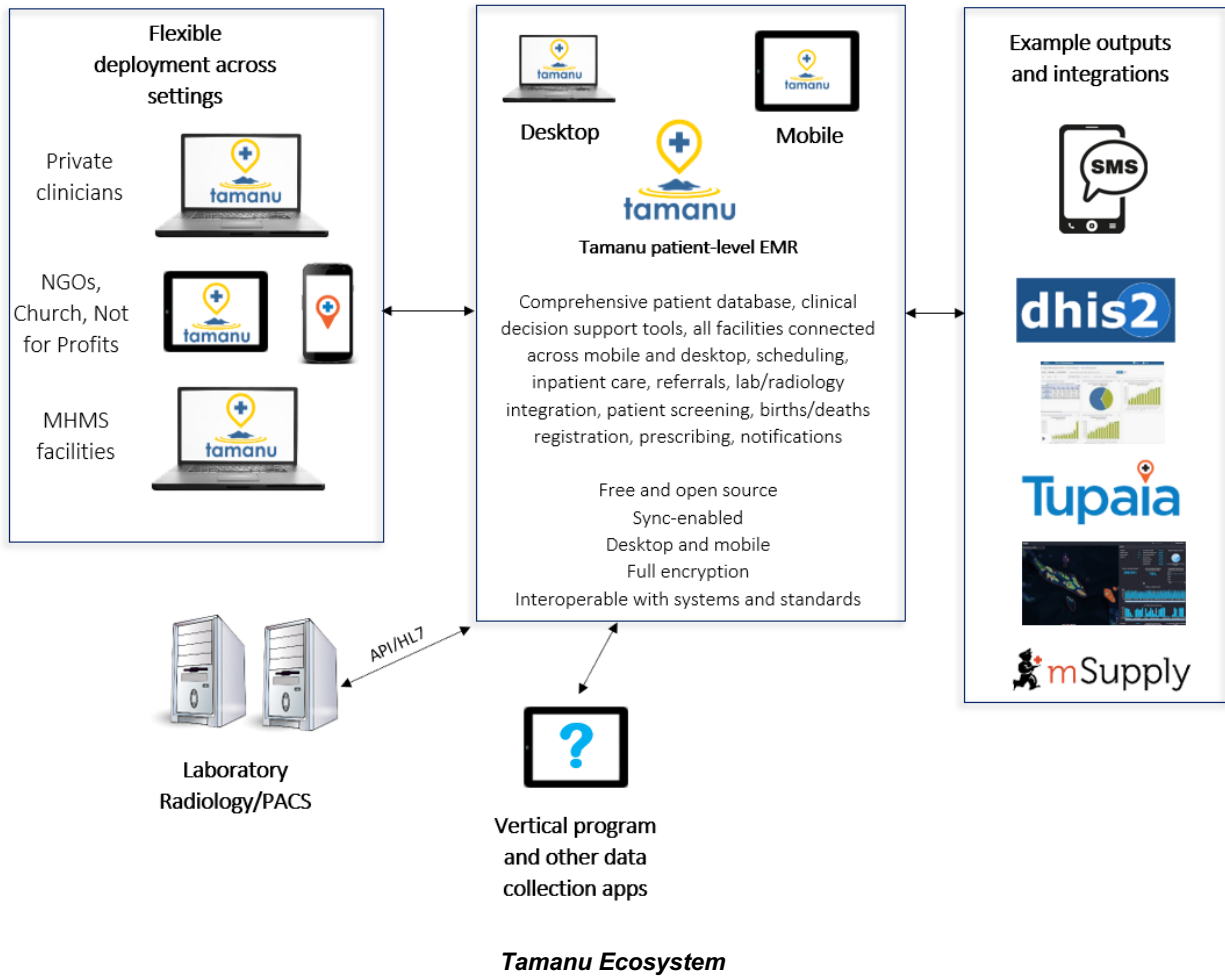 Flexible
deployment across
settings
Private
clinicians
tamanu
NGOs,
Church, Not
for Profits
tamanu
MHMS
facilities
tamanu
tamanu
Desktop
tamanu
Mobile
tamanu
Tamanu patient-level EMR
Comprehensive patient database, clinical
decision support tools, all facilities connected
across mobile and desktop, scheduling,
inpatient care, referrals, lab/radiology
integration, patient screening, births/deaths
registration, prescribing, notifications
Free and open source
Sync-enabled
Desktop and mobile
Full encryption
Interoperable with systems and standards
Example outputs
and integrations
SMS
dhis2
Tupaia
mSupply
API/HL7
Laboratory
Radiology/PACS
?
Vertical program
and other data
collection apps
Tamanu Ecosystem